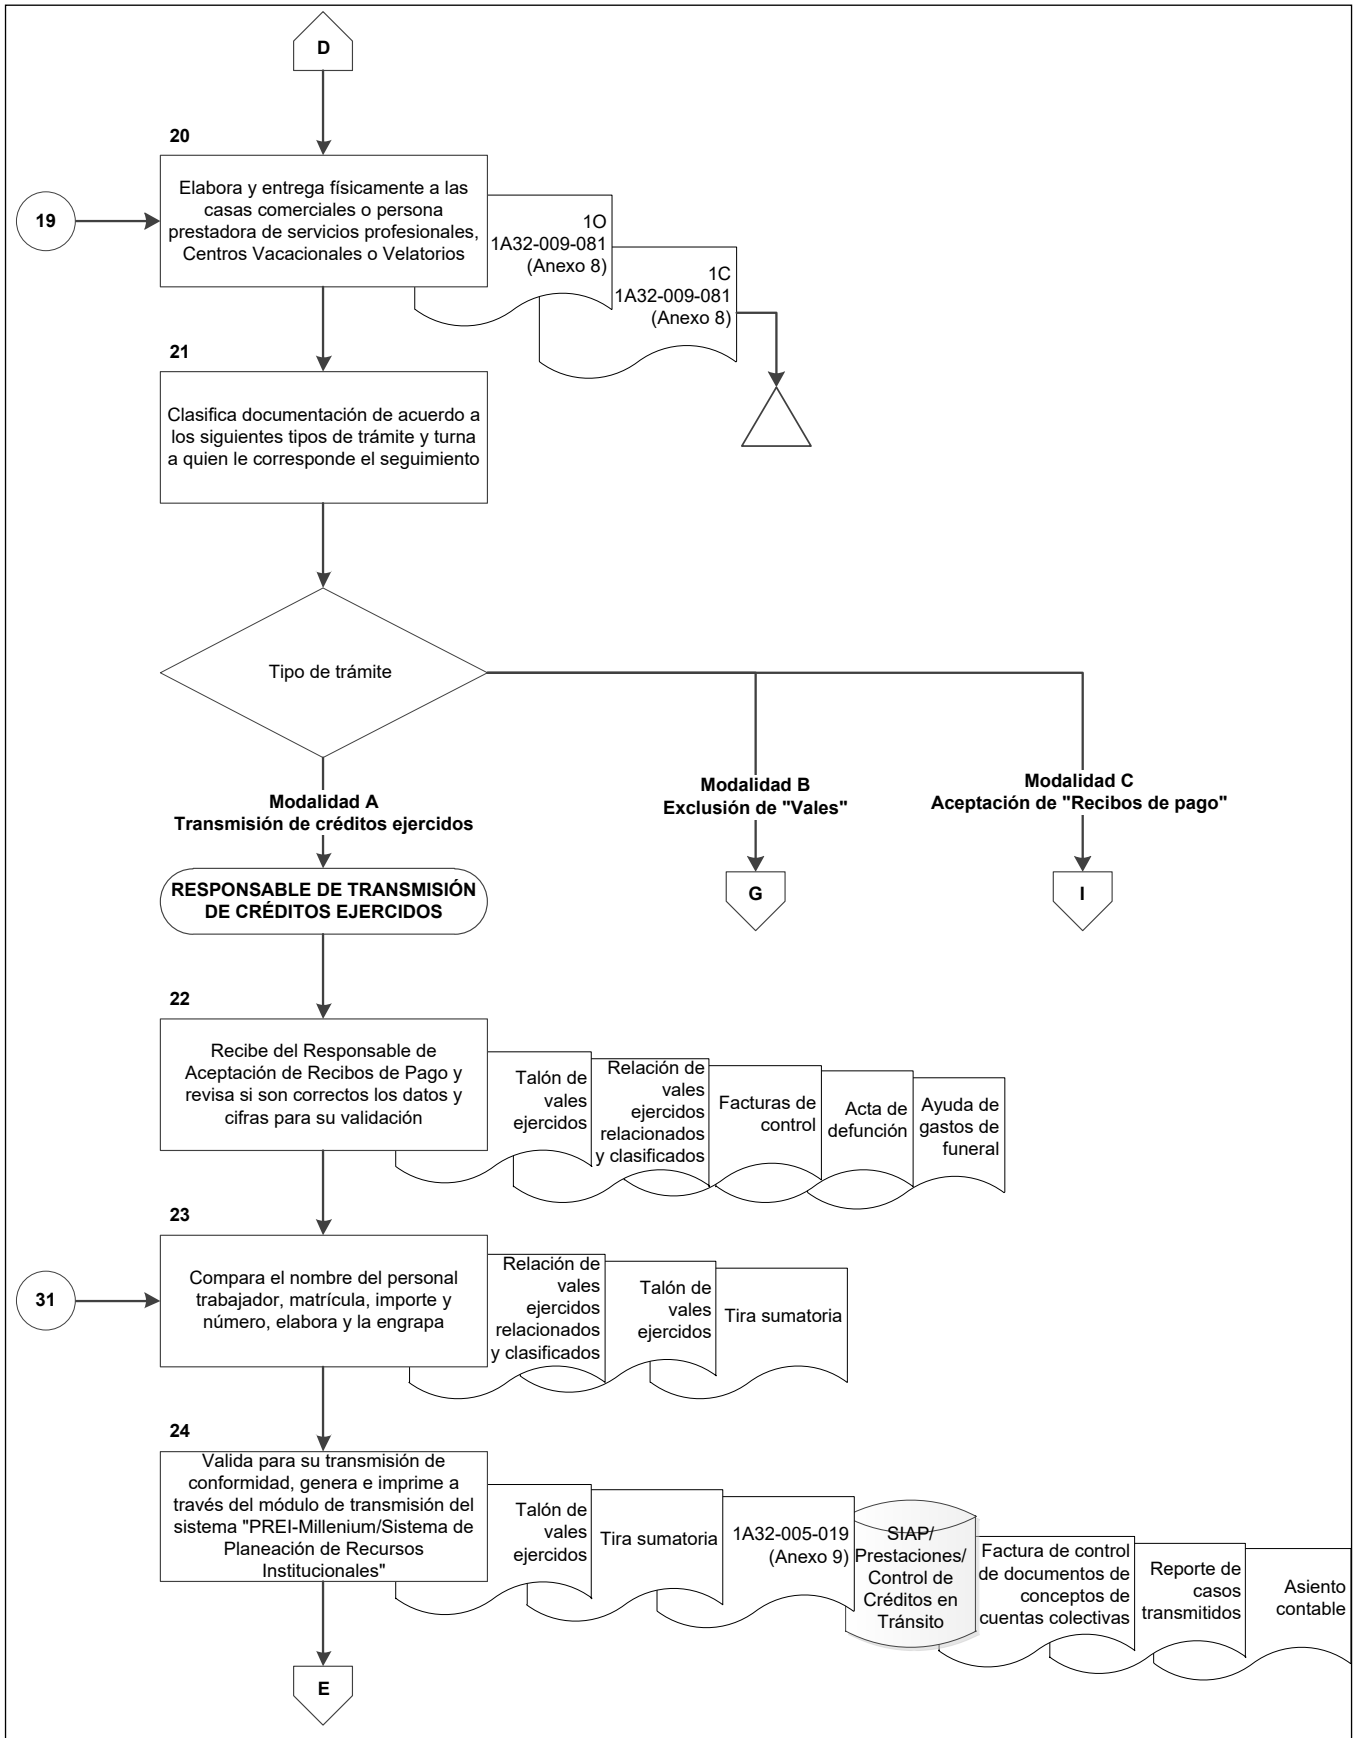 D
20
Elabora y entrega físicamente a las
casas comerciales o persona
prestadora de servicios profesionales,
Centros Vacacionales o Velatorios
19
1O
1A32-009-081
(Anexo 8)
1C
1A32-009-081
(Anexo 8)
21
Clasifica documentación de acuerdo a
los siguientes tipos de trámite y turna
a quien le corresponde el seguimiento
Tipo de trámite
Modalidad A
Transmisión de créditos ejercidos
Modalidad B
Exclusión de "Vales"
Modalidad C
Aceptación de "Recibos de pago"
RESPONSABLE DE TRANSMISIÓN
DE CRÉDITOS EJERCIDOS
G
I
22
Recibe del Responsable de
Aceptación de Recibos de Pago y
revisa si son correctos los datos y
cifras para su validación
Talón de
vales
ejercidos
Relación de
vales
ejercidos
relacionados
y clasificados
Facturas de
control
Acta de
defunción
Ayuda de
gastos de
funeral
23
Compara el nombre del personal
trabajador, matrícula, importe y
número, elabora y la engrapa
31
Relación de
vales
ejercidos
relacionados
y clasificados
Talón de
vales
ejercidos
Tira sumatoria
24
Valida para su transmisión de
conformidad, genera e imprime a
través del módulo de transmisión del
sistema "PREI-Millenium/Sistema de
Planeación de Recursos
Institucionales"
Talón de
vales
ejercidos
Tira sumatoria
1A32-005-019
(Anexo 9)
SIAP/
Prestaciones/
Control de
Créditos en
Tránsito
Factura de control
de documentos de
conceptos de
cuentas colectivas
Reporte de
casos
transmitidos
Asiento
contable
E